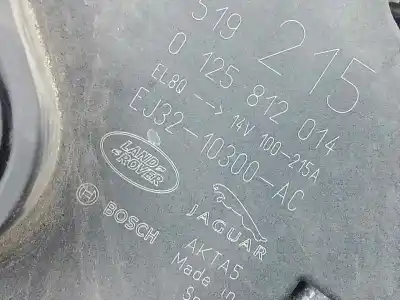 519 215
0 125 812 014
EL80 --> 14V 100-215A
EJ32-10300-AC
LAND
ROVER
JAGUAR
BOSCH
AKTA5
Made in